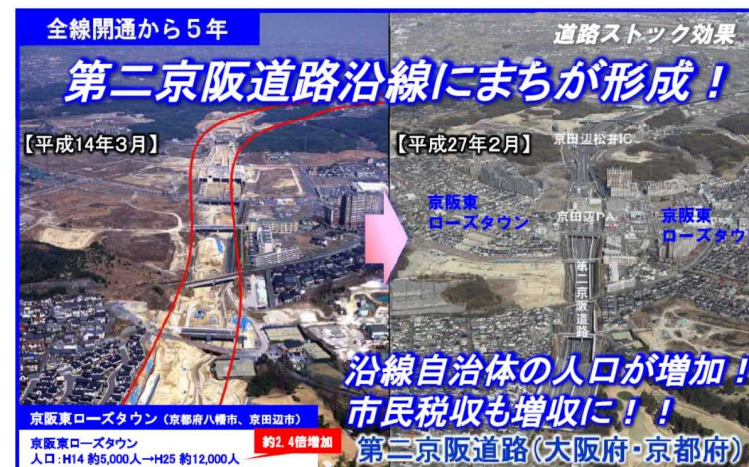 全線開通から５年
道路ストック効果
第二京阪道路沿線にまちが形成！
【平成14年３月】
【平成27年２月】
京田辺松井IC
京阪東
ローズタウン
京田辺PA
京阪東
ローズタウ
第二京阪道路
沿線自治体の人口が増加！
市民税収も増収に！！
京阪東ローズタウン（京都府八幡市、京田辺市）
京阪東ローズタウン
人口：H14 約5,000人→H25 約12,000人
約2.4倍増加
第二京阪道路（大阪府・京都府）